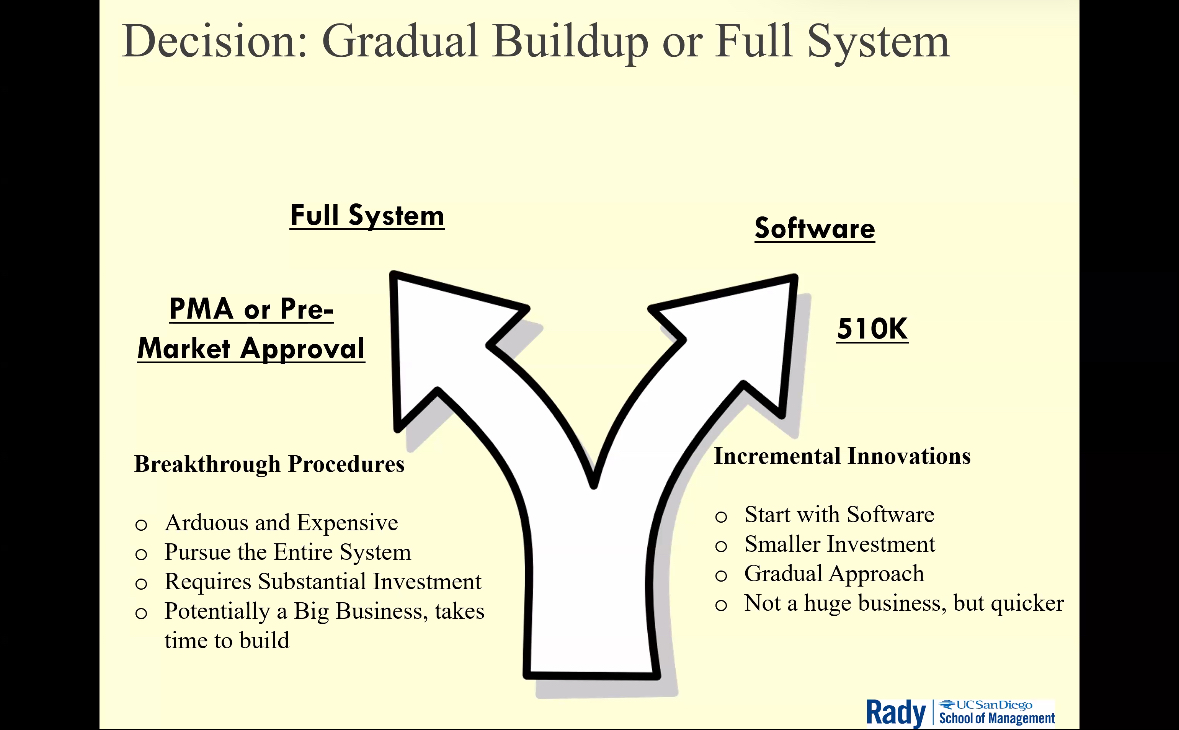 Decision: Gradual Buildup or Full System
Full System
Software
PMA or Pre-
Market Approval
510K
Breakthrough Procedures
o Arduous and Expensive
o Pursue the Entire System
o Requires Substantial Investment
o Potentially a Big Business, takes
time to build
Incremental Innovations
o Start with Software
o Smaller Investment
o Gradual Approach
o Not a huge business, but quicker
Rady
UC San Diego
School of Management